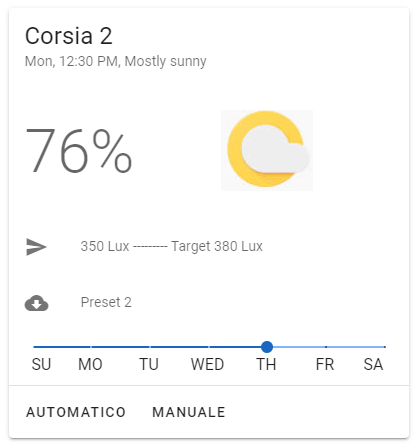 Corsia 2
Mon, 12:30 PM, Mostly sunny
76%
350 Lux --------- Target 380 Lux
Preset 2
SU MO TU WED TH FR SA
AUTOMATICO MANUALE